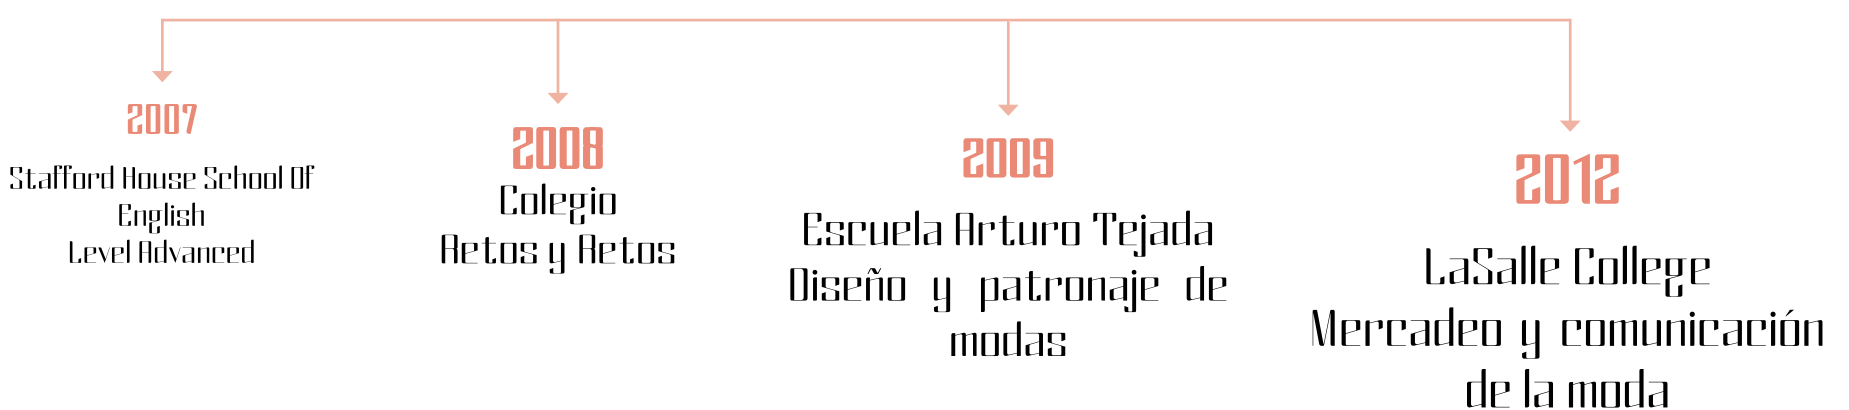 2007
Stafford House School Of
English
Level Advanced
2008
Colegio
Retos y Retos
2009
Escuela Arturo Tejada
Diseño y patronaje de
modas
2012
LaSalle College
Mercadeo y comunicación
de la moda